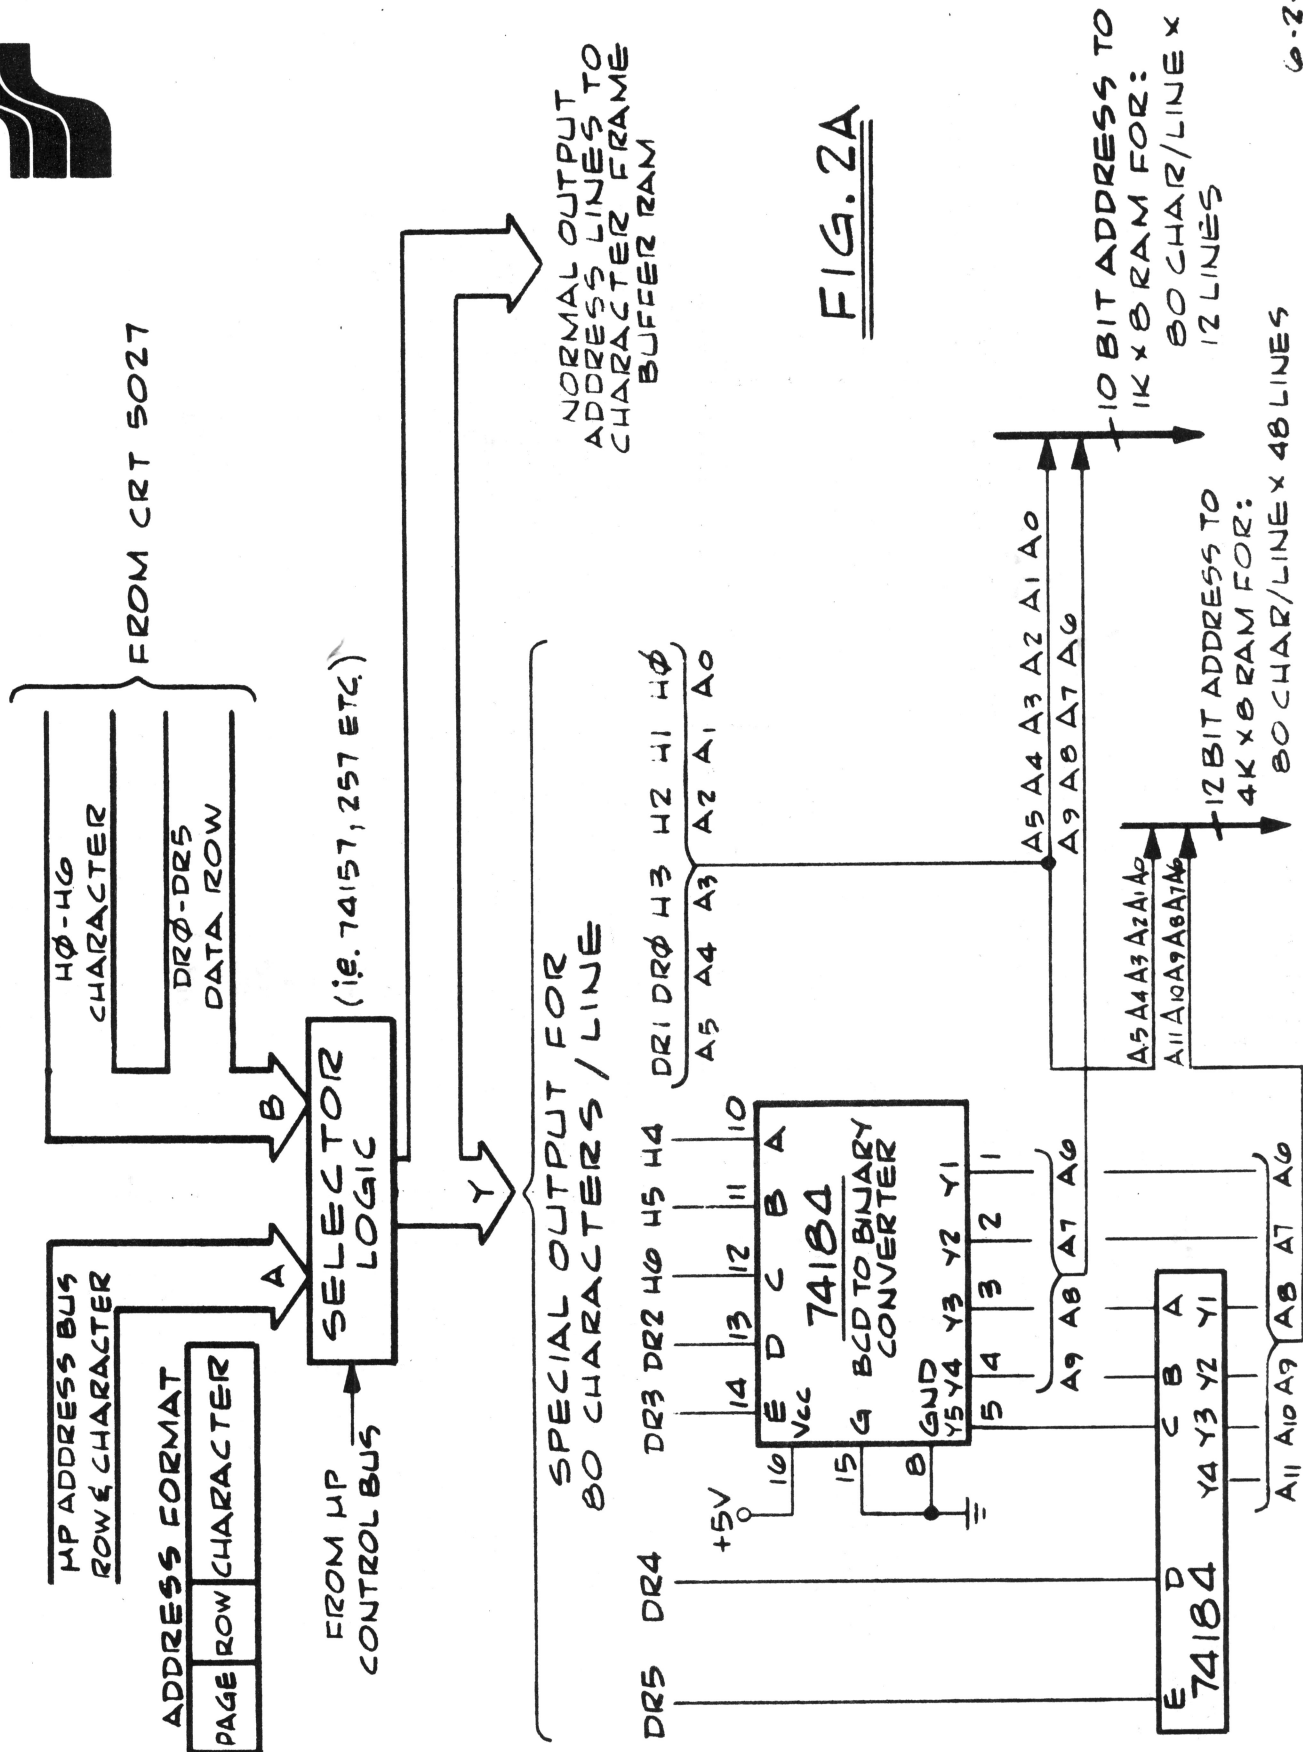 FROM CRT 5027
HØ-H6
CHARACTER
DRØ-DR5
DATA ROW
B
µP ADDRESS BUS
ROW & CHARACTER
A
ADDRESS FORMAT
PAGE ROW CHARACTER
SELECTOR
LOGIC
(i.e. 74157, 257 ETC.)
FROM µP
CONTROL BUS
Y
NORMAL OUTPUT
ADDRESS LINES TO
CHARACTER FRAME
BUFFER RAM
SPECIAL OUTPUT FOR
80 CHARACTERS / LINE
DR5 DR4 DR3 DR2 H6 H5 H4 DR1 DRØ H3 H2 H1 HØ
A5 A4 A3 A2 A1 A0
14 13 12 11 10
E D C B A
+5V
16 VCC
15 G
8 GND
74184
BCD TO BINARY
CONVERTER
Y5 Y4 Y3 Y2 Y1
5 4 3 2 1
A9 A8 A7 A6
E D C B A
74184
Y4 Y3 Y2 Y1
A11 A10 A9 A8 A7 A6
A5 A4 A3 A2 A1 A0
A9 A8 A7 A6
10 BIT ADDRESS TO
1K x 8 RAM FOR:
80 CHAR/LINE x
12 LINES
A5 A4 A3 A2 A1 A0
A11 A10 A9 A8 A7 A6
12 BIT ADDRESS TO
4K x 8 RAM FOR:
80 CHAR/LINE x 48 LINES
FIG. 2A